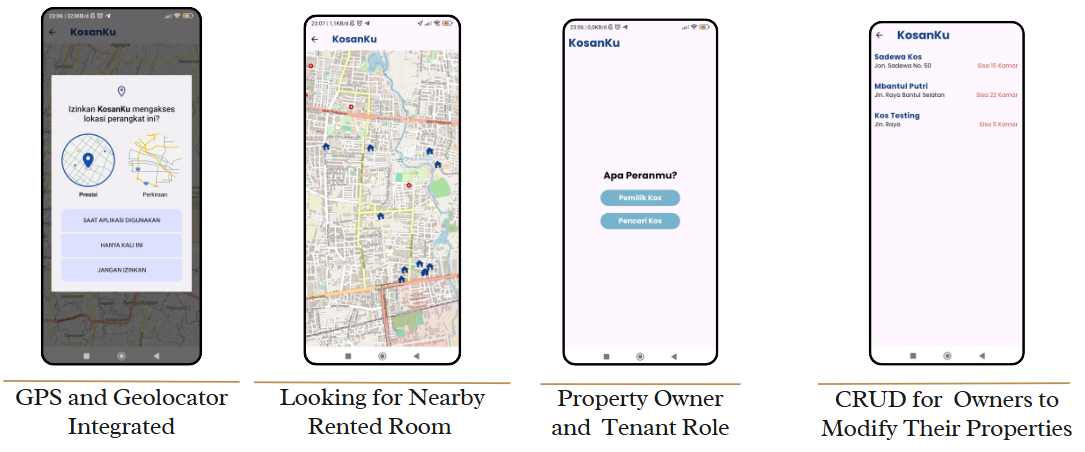 23:06 | 323KB/d
KosanKu
Izinkan KosanKu mengakses
lokasi perangkat ini?
Presisi
Perkiraan
SAAT APLIKASI DIGUNAKAN
HANYA KALI INI
JANGAN IZINKAN
GPS and Geolocator
Integrated
23:07 | 1,1KB/d
KosanKu
Looking for Nearby
Rented Room
23:06 | 0,0KB/d
KosanKu
Apa Peranmu?
Pemilik Kos
Pencari Kos
Property Owner
and Tenant Role
KosanKu
Sadewa Kos
Jon. Sadewa No. 50
Sisa 15 Kamar
Mbantul Putri
Jln. Raya Bantul Selatan
Sisa 22 Kamar
Kos Testing
Jln. Raya
Sisa 5 Kamar
CRUD for Owners to
Modify Their Properties